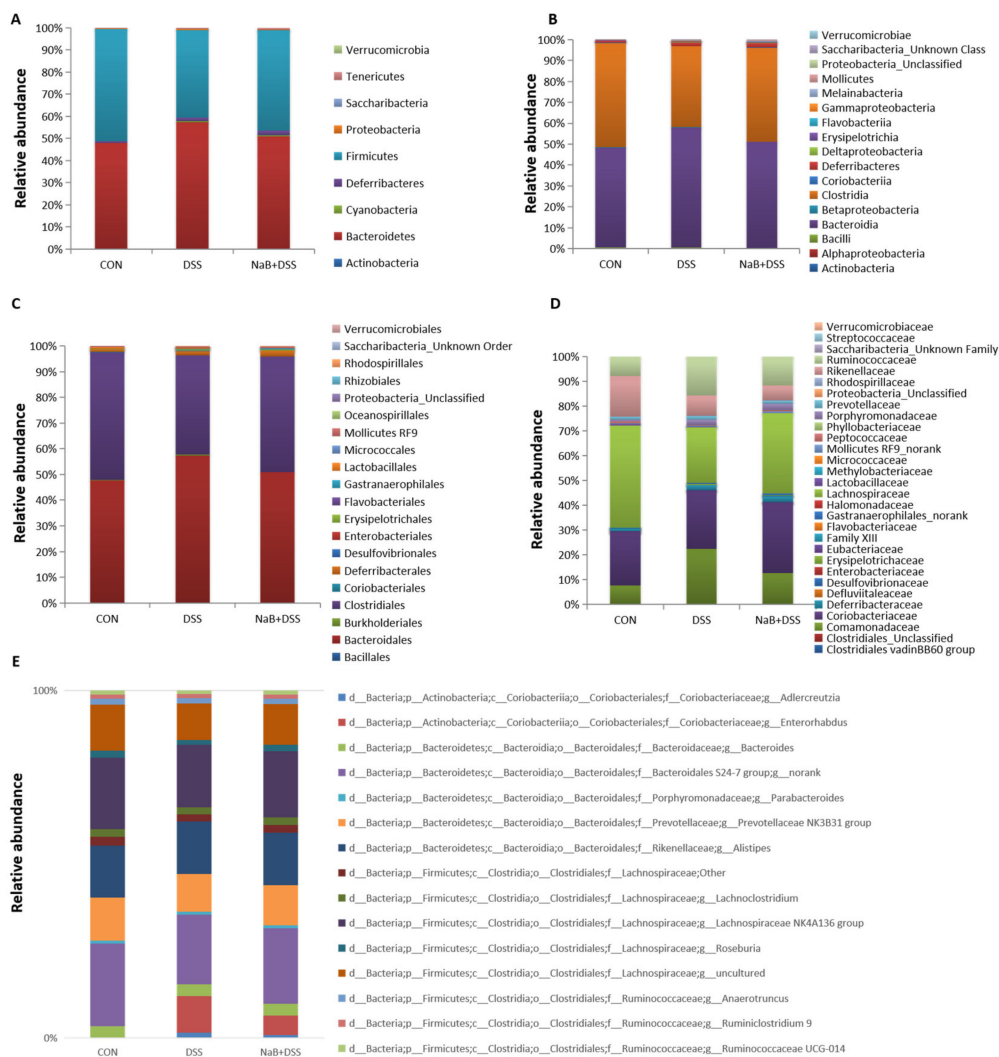 A
Relative abundance
100%
90%
80%
70%
60%
50%
40%
30%
20%
10%
0%
CON
DSS
NaB+DSS
Verrucomicrobia
Tenericutes
Saccharibacteria
Proteobacteria
Firmicutes
Deferribacteres
Cyanobacteria
Bacteroidetes
Actinobacteria
B
Relative abundance
100%
90%
80%
70%
60%
50%
40%
30%
20%
10%
0%
CON
DSS
NaB+DSS
Verrucomicrobiae
Saccharibacteria_Unknown Class
Proteobacteria_Unclassified
Mollicutes
Melainabacteria
Gammaproteobacteria
Flavobacteriia
Erysipelotrichia
Deltaproteobacteria
Deferribacteres
Coriobacteriia
Clostridia
Betaproteobacteria
Bacteroidia
Bacilli
Alphaproteobacteria
Actinobacteria
C
Relative abundance
100%
90%
80%
70%
60%
50%
40%
30%
20%
10%
0%
CON
DSS
NaB+DSS
Verrucomicrobiales
Saccharibacteria_Unknown Order
Rhodospirillales
Rhizobiales
Proteobacteria_Unclassified
Oceanospirillales
Mollicutes RF9
Micrococcales
Lactobacillales
Gastranaerophilales
Flavobacteriales
Erysipelotrichales
Enterobacteriales
Desulfovibrionales
Deferribacterales
Coriobacteriales
Clostridiales
Burkholderiales
Bacteroidales
Bacillales
D
Relative abundance
100%
90%
80%
70%
60%
50%
40%
30%
20%
10%
0%
CON
DSS
NaB+DSS
Verrucomicrobiaceae
Streptococcaceae
Saccharibacteria_Unknown Family
Ruminococcaceae
Rikenellaceae
Rhodospirillaceae
Proteobacteria_Unclassified
Prevotellaceae
Porphyromonadaceae
Phyllobacteriaceae
Peptococcaceae
Mollicutes RF9_norank
Micrococcaceae
Methylobacteriaceae
Lactobacillaceae
Lachnospiraceae
Halomonadaceae
Gastranaerophilales_norank
Flavobacteriaceae
Family XIII
Eubacteriaceae
Erysipelotrichaceae
Enterobacteriaceae
Desulfovibrionaceae
Defluviitaleaceae
Deferribacteraceae
Coriobacteriaceae
Comamonadaceae
Clostridiales_Unclassified
Clostridiales vadinBB60 group
E
Relative abundance
100%
0%
CON
DSS
NaB+DSS
d__Bacteria;p__Actinobacteria;c__Coriobacteriia;o__Coriobacteriales;f__Coriobacteriaceae;g__Adlercreutzia
d__Bacteria;p__Actinobacteria;c__Coriobacteriia;o__Coriobacteriales;f__Coriobacteriaceae;g__Enterorhabdus
d__Bacteria;p__Bacteroidetes;c__Bacteroidia;o__Bacteroidales;f__Bacteroidaceae;g__Bacteroides
d__Bacteria;p__Bacteroidetes;c__Bacteroidia;o__Bacteroidales;f__Bacteroidales S24-7 group;g__norank
d__Bacteria;p__Bacteroidetes;c__Bacteroidia;o__Bacteroidales;f__Porphyromonadaceae;g__Parabacteroides
d__Bacteria;p__Bacteroidetes;c__Bacteroidia;o__Bacteroidales;f__Prevotellaceae;g__Prevotellaceae NK3B31 group
d__Bacteria;p__Bacteroidetes;c__Bacteroidia;o__Bacteroidales;f__Rikenellaceae;g__Alistipes
d__Bacteria;p__Firmicutes;c__Clostridia;o__Clostridiales;f__Lachnospiraceae;Other
d__Bacteria;p__Firmicutes;c__Clostridia;o__Clostridiales;f__Lachnospiraceae;g__Lachnoclostridium
d__Bacteria;p__Firmicutes;c__Clostridia;o__Clostridiales;f__Lachnospiraceae;g__Lachnospiraceae NK4A136 group
d__Bacteria;p__Firmicutes;c__Clostridia;o__Clostridiales;f__Lachnospiraceae;g__Roseburia
d__Bacteria;p__Firmicutes;c__Clostridia;o__Clostridiales;f__Lachnospiraceae;g__uncultured
d__Bacteria;p__Firmicutes;c__Clostridia;o__Clostridiales;f__Ruminococcaceae;g__Anaerotruncus
d__Bacteria;p__Firmicutes;c__Clostridia;o__Clostridiales;f__Ruminococcaceae;g__Ruminiclostridium 9
d__Bacteria;p__Firmicutes;c__Clostridia;o__Clostridiales;f__Ruminococcaceae;g__Ruminococcaceae UCG-014